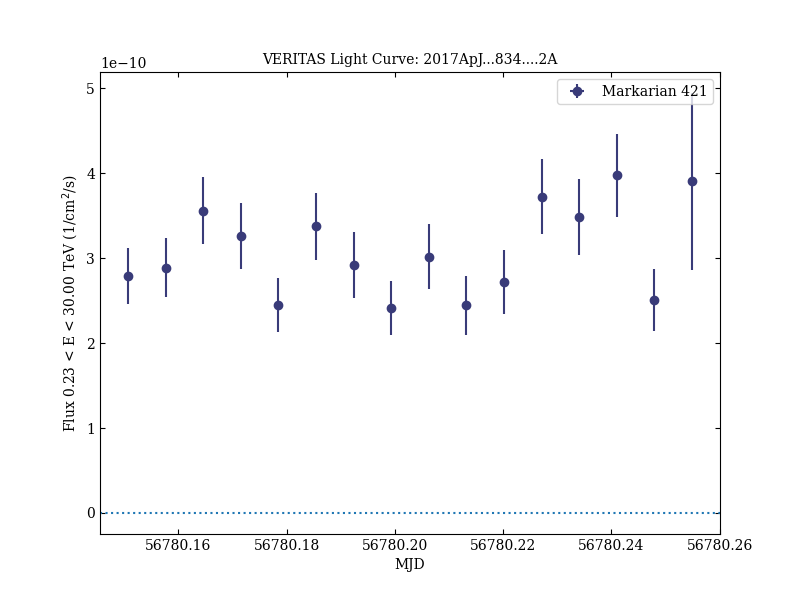 VERITAS Light Curve: 2017ApJ...834....2A
1e−10
Markarian 421
5
4
3
2
1
0
Flux 0.23 < E < 30.00 TeV (1/cm²/s)
56780.16 56780.18 56780.20 56780.22 56780.24 56780.26
MJD